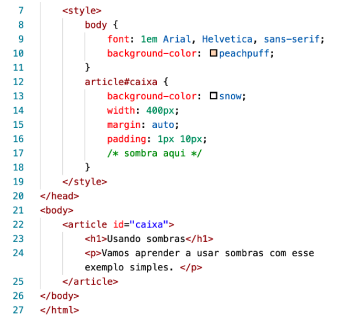 7 <style>
8 body {
9 font: 1em Arial, Helvetica, sans-serif;
10 background-color: peachpuff;
11 }
12 article#caixa {
13 background-color: snow;
14 width: 400px;
15 margin: auto;
16 padding: 1px 10px;
17 /* sombra aqui */
18 }
19 </style>
20 </head>
21 <body>
22 <article id="caixa">
23 <h1>Usando sombras</h1>
24 <p>Vamos aprender a usar sombras com esse
exemplo simples. </p>
25 </article>
26 </body>
27 </html>